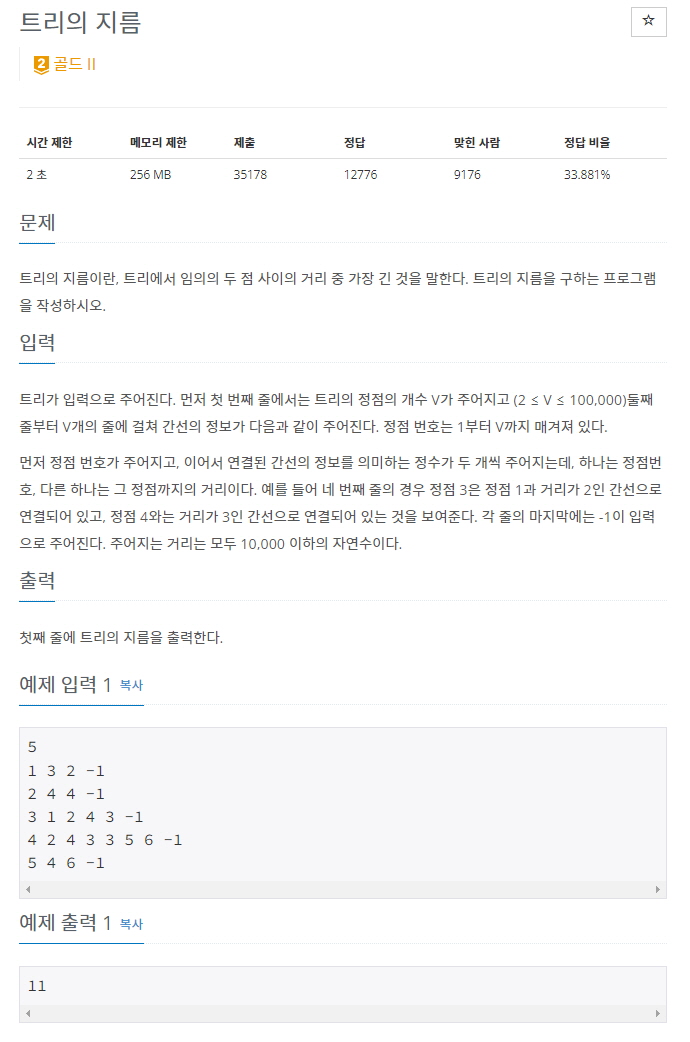 트리의 지름
☆
2 골드 II
시간 제한 메모리 제한 제출 정답 맞힌 사람 정답 비율
2 초 256 MB 35178 12776 9176 33.881%
문제
트리의 지름이란, 트리에서 임의의 두 점 사이의 거리 중 가장 긴 것을 말한다. 트리의 지름을 구하는 프로그램
을 작성하시오.
입력
트리가 입력으로 주어진다. 먼저 첫 번째 줄에서는 트리의 정점의 개수 V가 주어지고 (2 ≤ V ≤ 100,000)둘째
줄부터 V개의 줄에 걸쳐 간선의 정보가 다음과 같이 주어진다. 정점 번호는 1부터 V까지 매겨져 있다.
먼저 정점 번호가 주어지고, 이어서 연결된 간선의 정보를 의미하는 정수가 두 개씩 주어지는데, 하나는 정점번
호, 다른 하나는 그 정점까지의 거리이다. 예를 들어 네 번째 줄의 경우 정점 3은 정점 1과 거리가 2인 간선으로
연결되어 있고, 정점 4와는 거리가 3인 간선으로 연결되어 있는 것을 보여준다. 각 줄의 마지막에는 -1이 입력
으로 주어진다. 주어지는 거리는 모두 10,000 이하의 자연수이다.
출력
첫째 줄에 트리의 지름을 출력한다.
예제 입력 1 복사
5
1 3 2 -1
2 4 4 -1
3 1 2 4 3 -1
4 2 4 3 3 5 6 -1
5 4 6 -1
예제 출력 1 복사
11